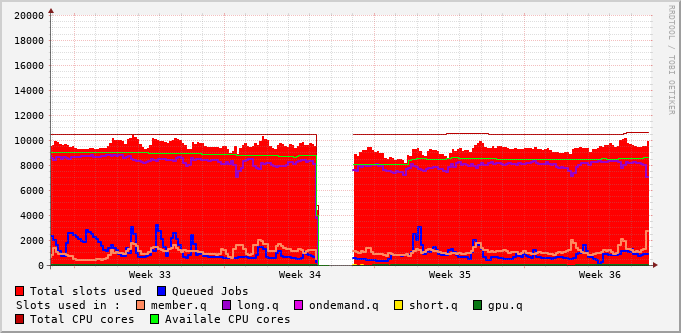 RRDTOOL / TOBI OETIKER
20000
18000
16000
14000
12000
10000
8000
6000
4000
2000
0
Week 33 Week 34 Week 35 Week 36
Total slots used Queued Jobs
Slots used in : member.q long.q ondemand.q short.q gpu.q
Total CPU cores Availale CPU cores